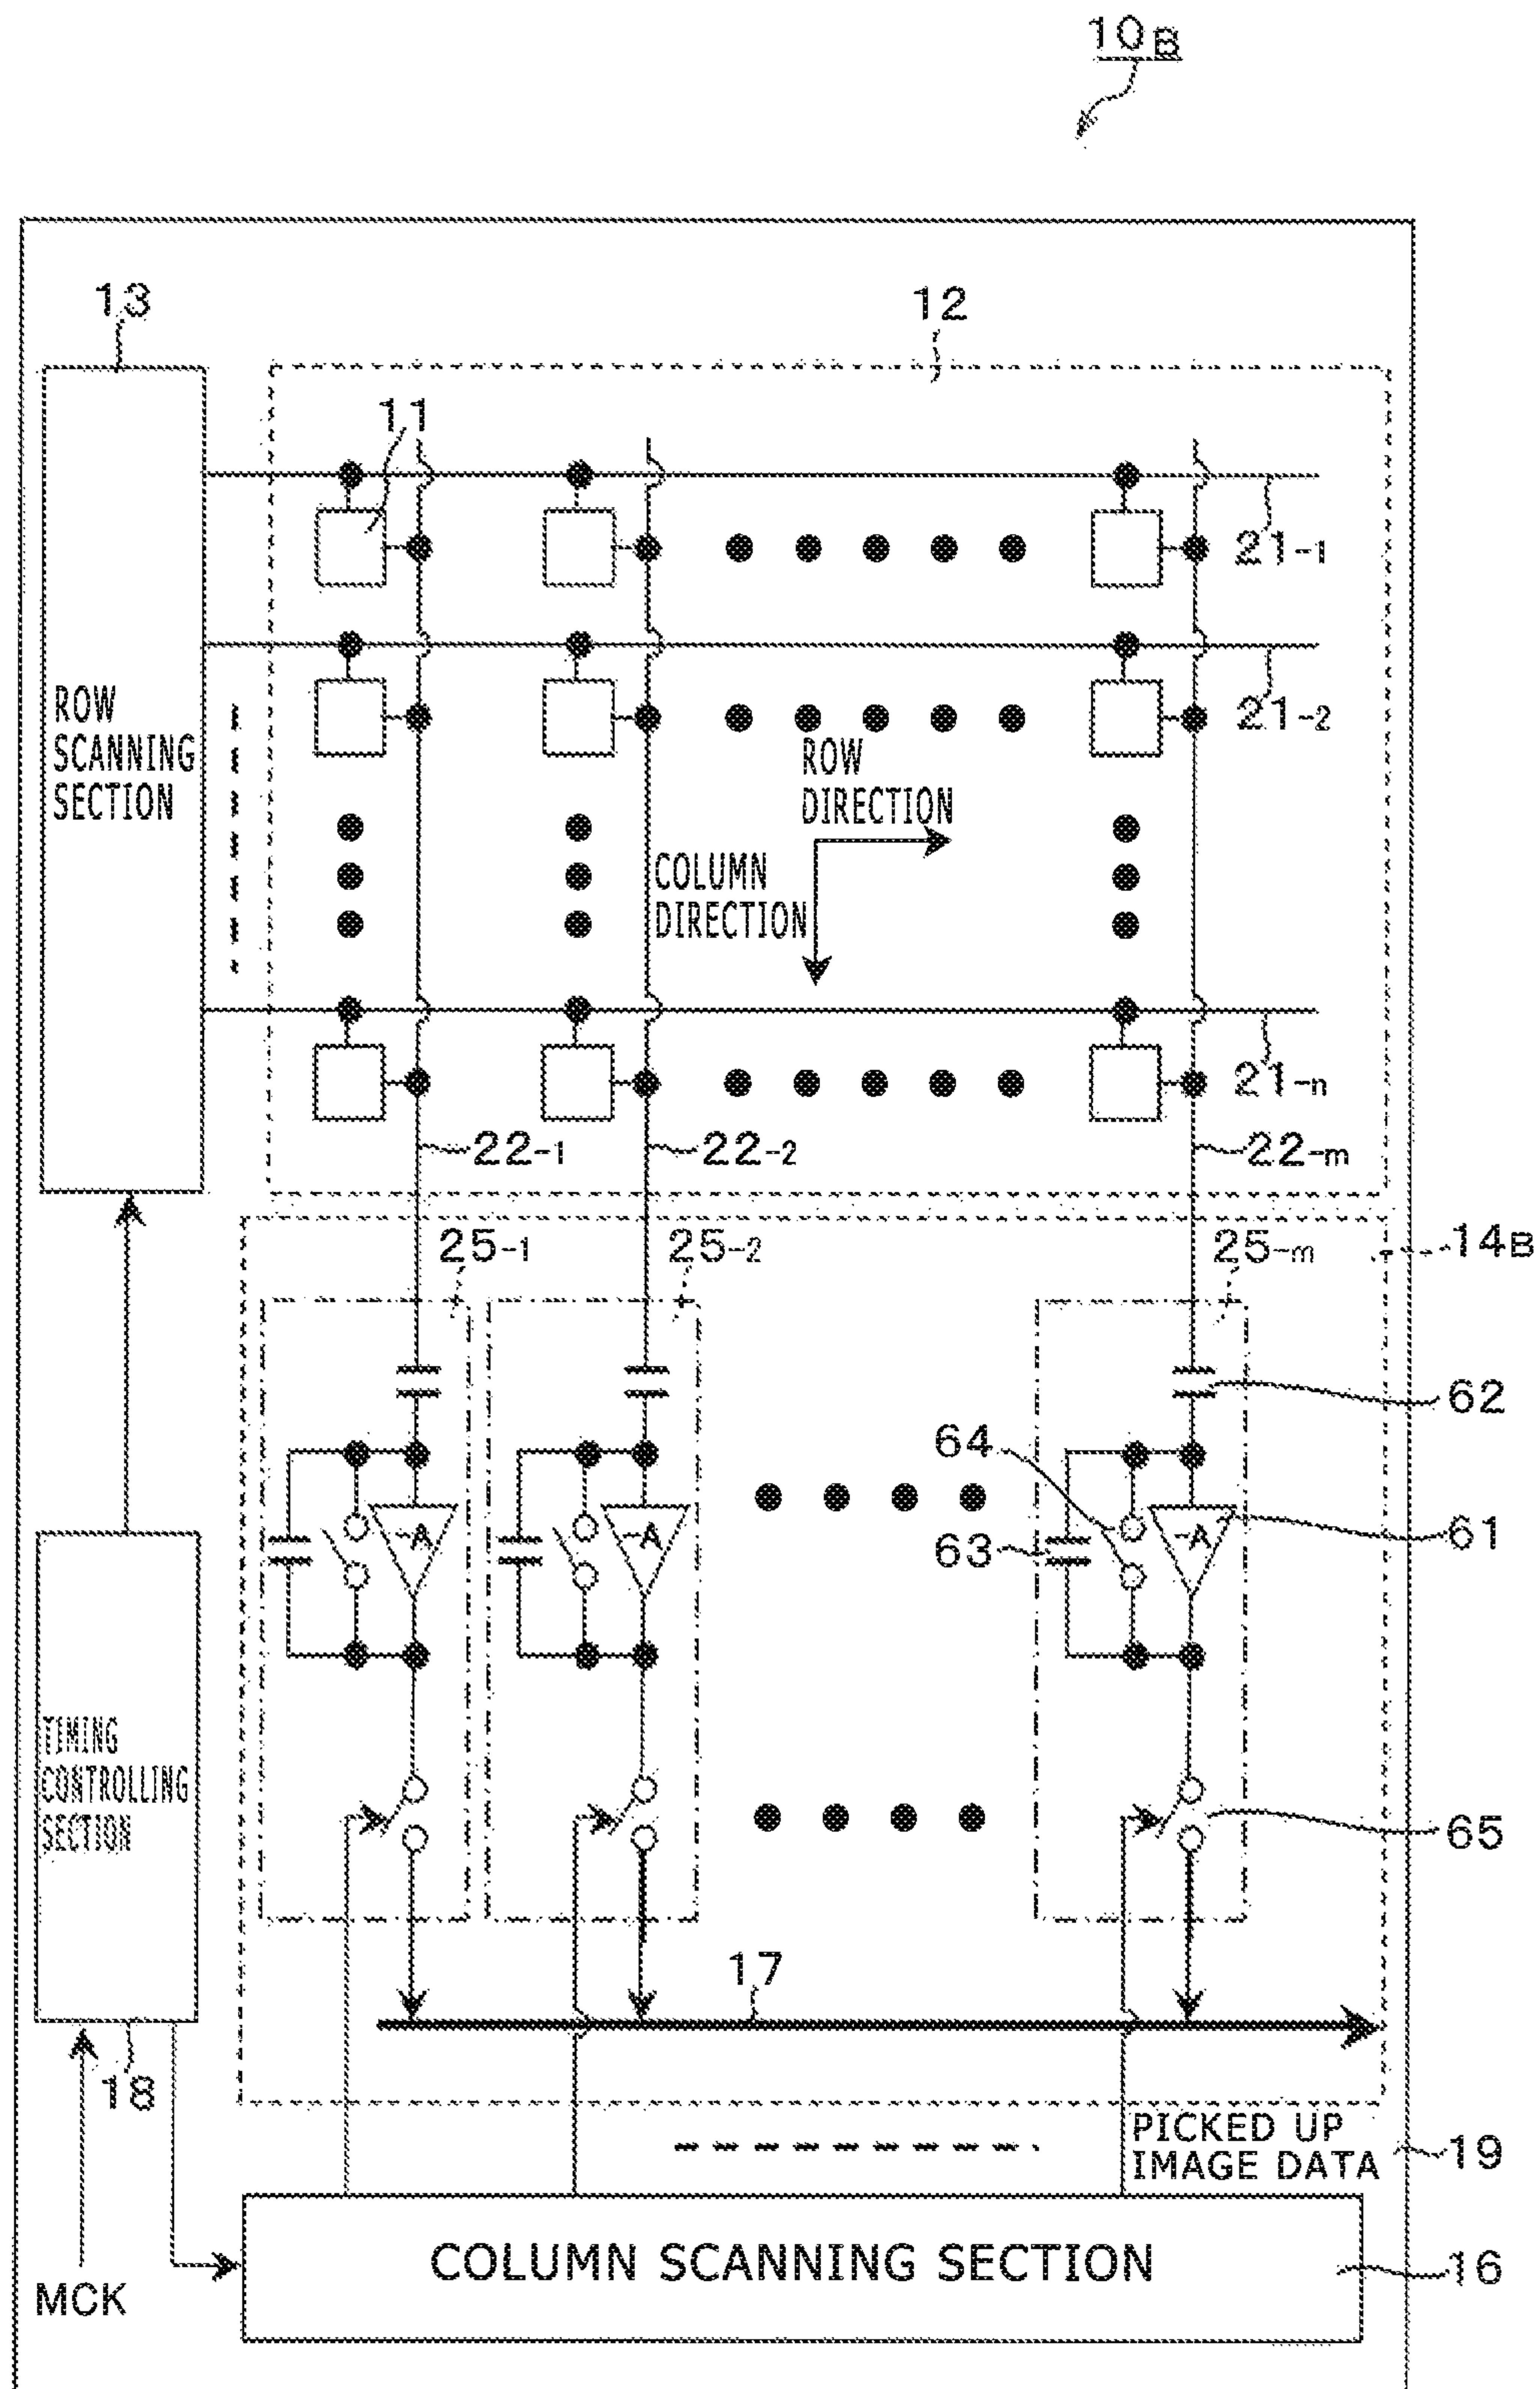 10B
13
12
11
21-1
21-2
ROW
SCANNING
SECTION
ROW
DIRECTION
COLUMN
DIRECTION
21-n
22-1
22-2
22-m
25-1
25-2
25-m
14B
62
64
-A
-A
-A
61
63
TIMING
CONTROLLING
SECTION
65
17
18
PICKED UP
IMAGE DATA
19
COLUMN SCANNING SECTION
16
MCK